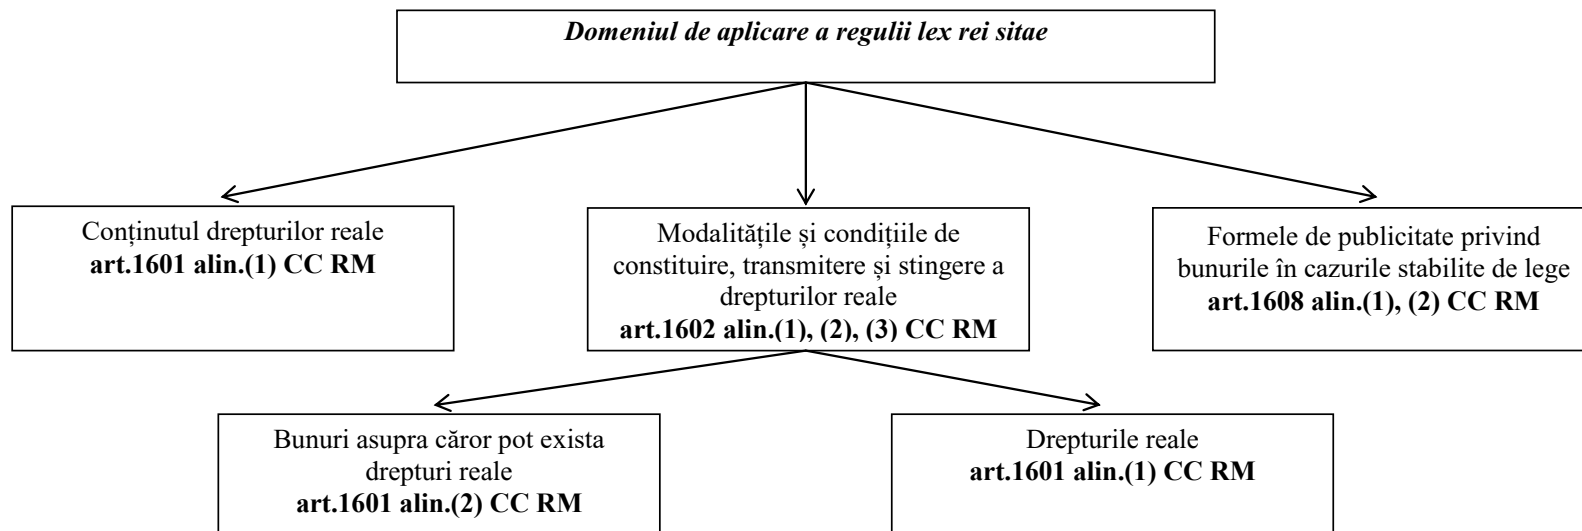 Domeniul de aplicare a regulii lex rei sitae
Conținutul drepturilor reale
art.1601 alin.(1) CC RM
Modalitățile și condițiile de
constituire, transmitere și stingere a
drepturilor reale
art.1602 alin.(1), (2), (3) CC RM
Formele de publicitate privind
bunurile în cazurile stabilite de lege
art.1608 alin.(1), (2) CC RM
Bunuri asupra căror pot exista
drepturi reale
art.1601 alin.(2) CC RM
Drepturile reale
art.1601 alin.(1) CC RM